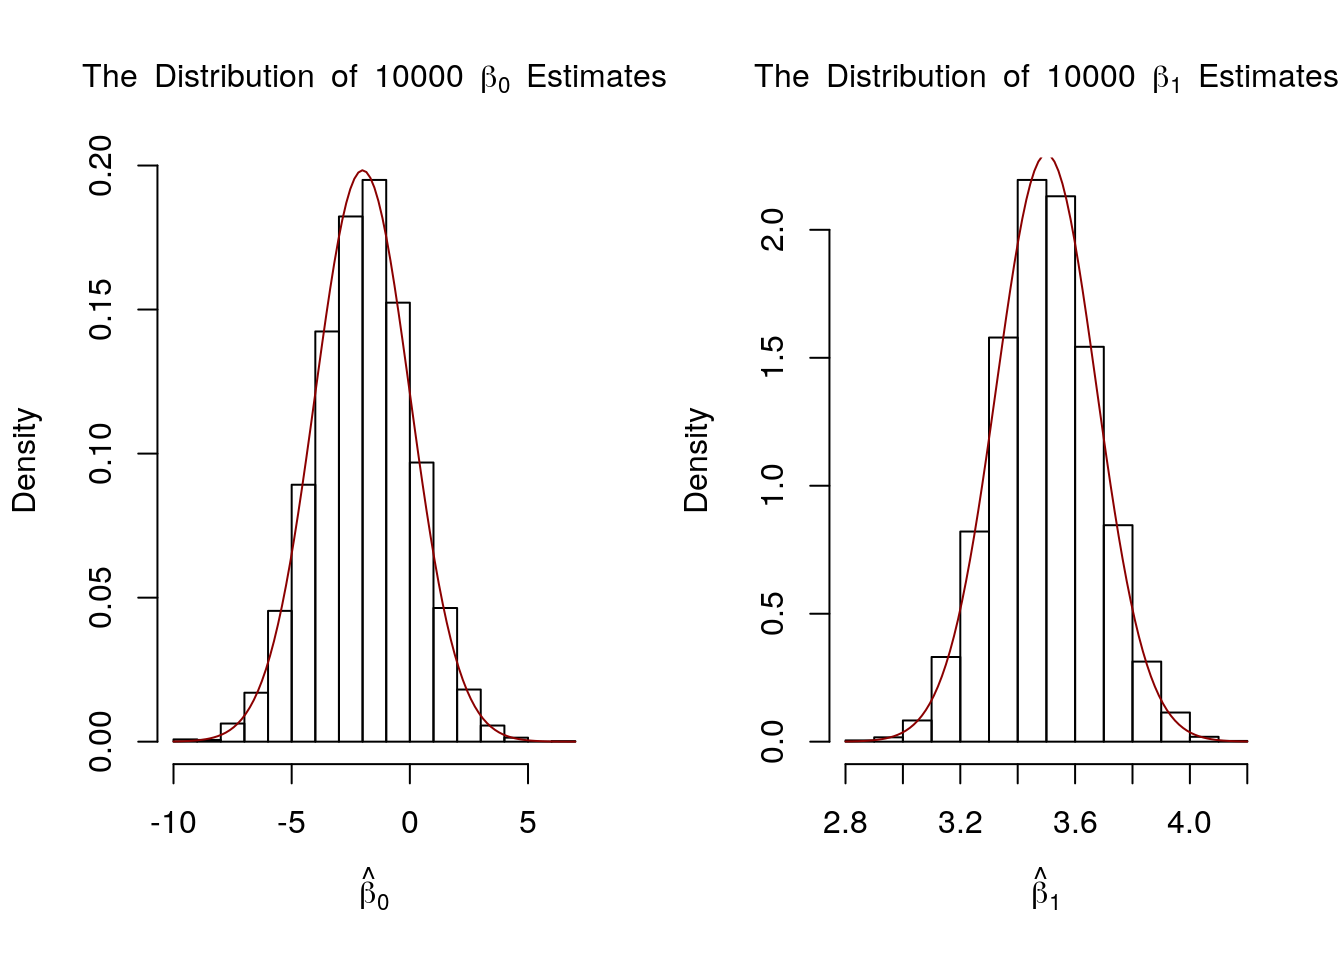 The Distribution of 10000 β₀ Estimates
Density
0.20
0.15
0.10
0.05
0.00
-10 -5 0 5
β̂₀
The Distribution of 10000 β₁ Estimates
Density
2.0
1.5
1.0
0.5
0.0
2.8 3.2 3.6 4.0
β̂₁